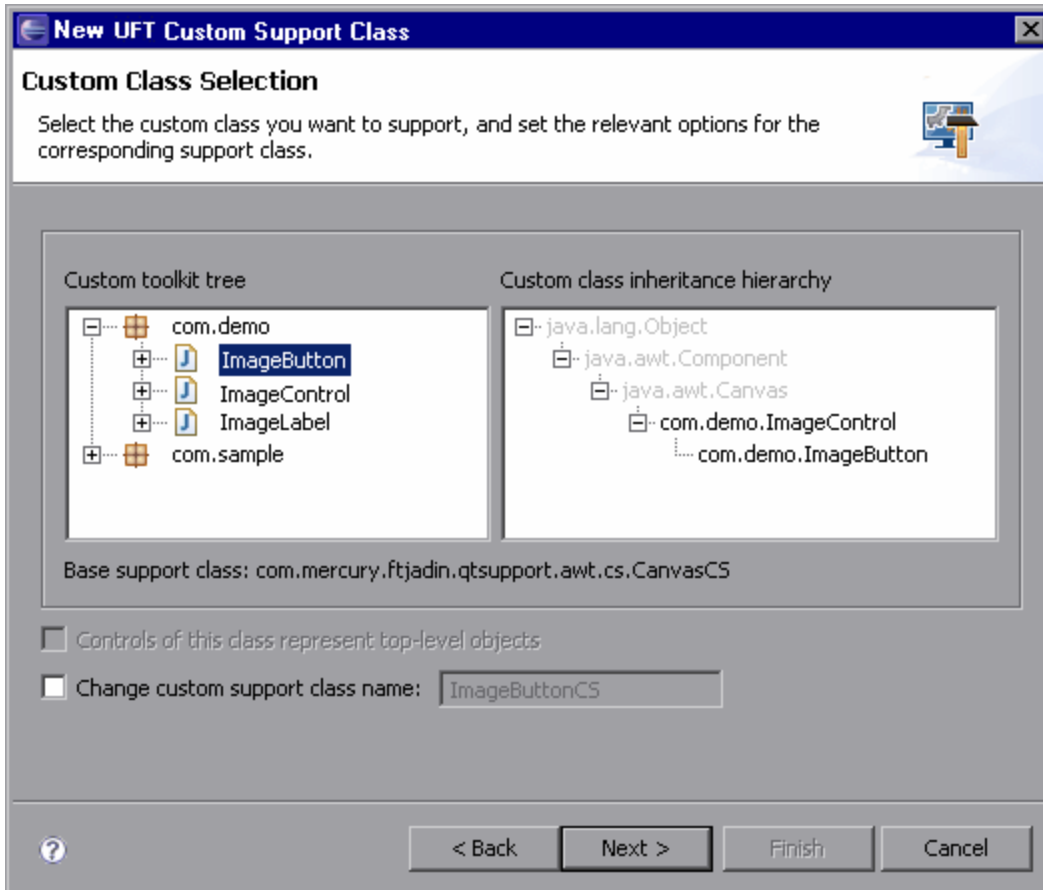 New UFT Custom Support Class
Custom Class Selection
Select the custom class you want to support, and set the relevant options for the
corresponding support class.
Custom toolkit tree
com.demo
ImageButton
ImageControl
ImageLabel
com.sample
Custom class inheritance hierarchy
java.lang.Object
java.awt.Component
java.awt.Canvas
com.demo.ImageControl
com.demo.ImageButton
Base support class: com.mercury.ftjadin.qtsupport.awt.cs.CanvasCS
Controls of this class represent top-level objects
Change custom support class name: ImageButtonCS
? < Back Next > Finish Cancel